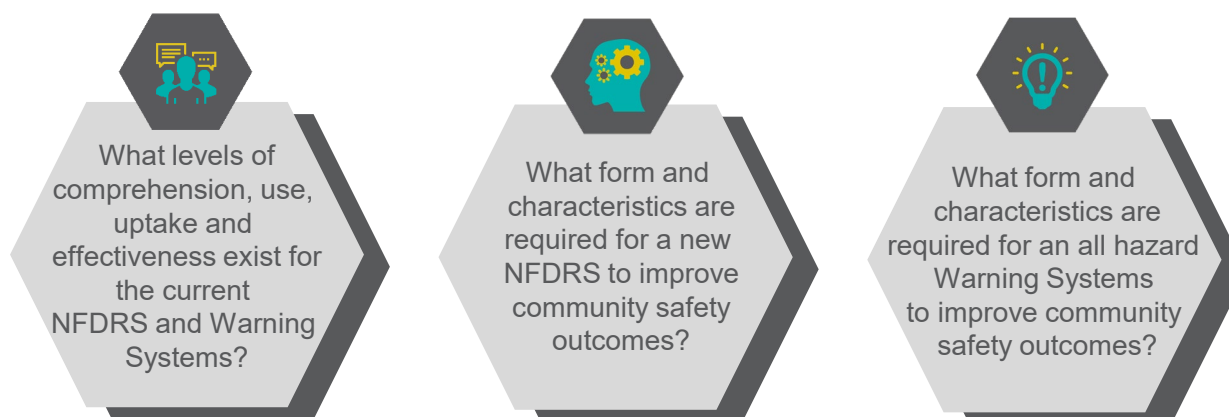 What levels of
comprehension, use,
uptake and
effectiveness exist for
the current
NFDRS and Warning
Systems?
What form and
characteristics are
required for a new
NFDRS to improve
community safety
outcomes?
What form and
characteristics are
required for an all hazard
Warning Systems
to improve community
safety outcomes?